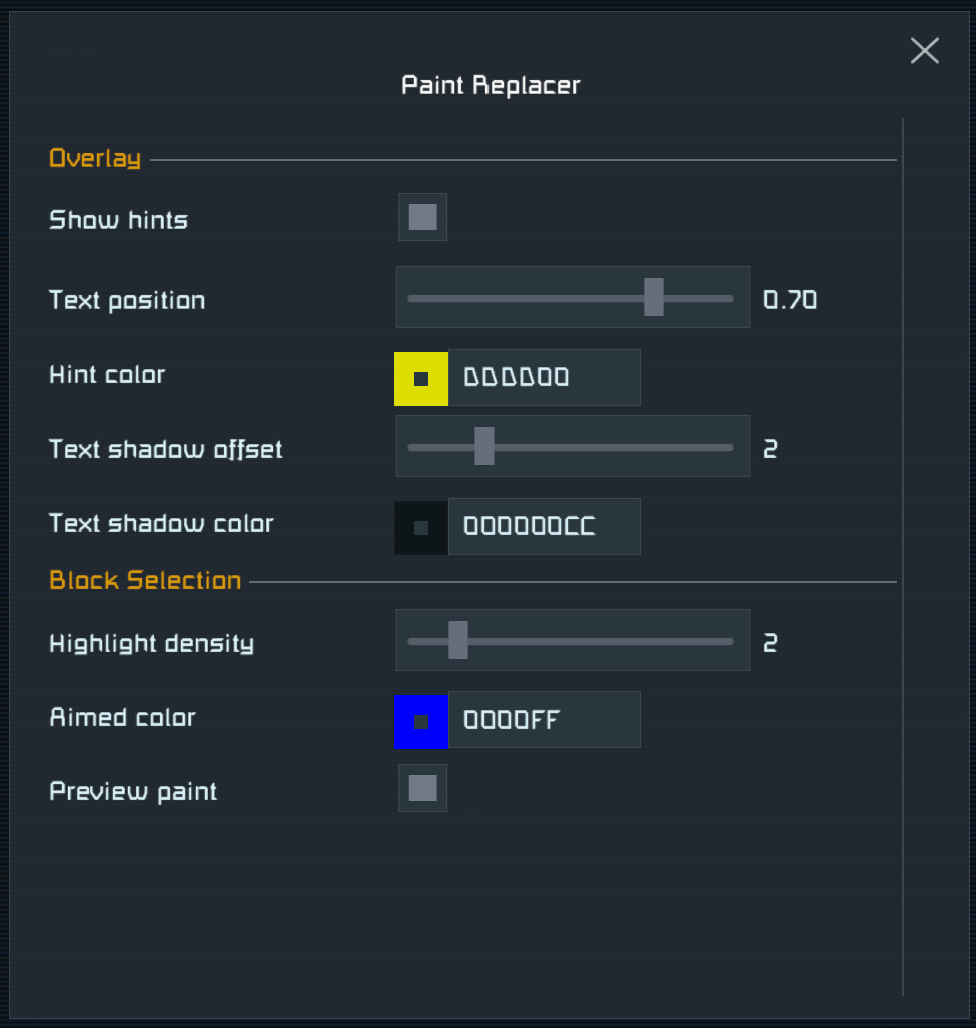 Paint Replacer
Overlay
Show hints
Text position 0.70
Hint color DDDD00
Text shadow offset 2
Text shadow color 000000CC
Block Selection
Highlight density 2
Aimed color 0000FF
Preview paint